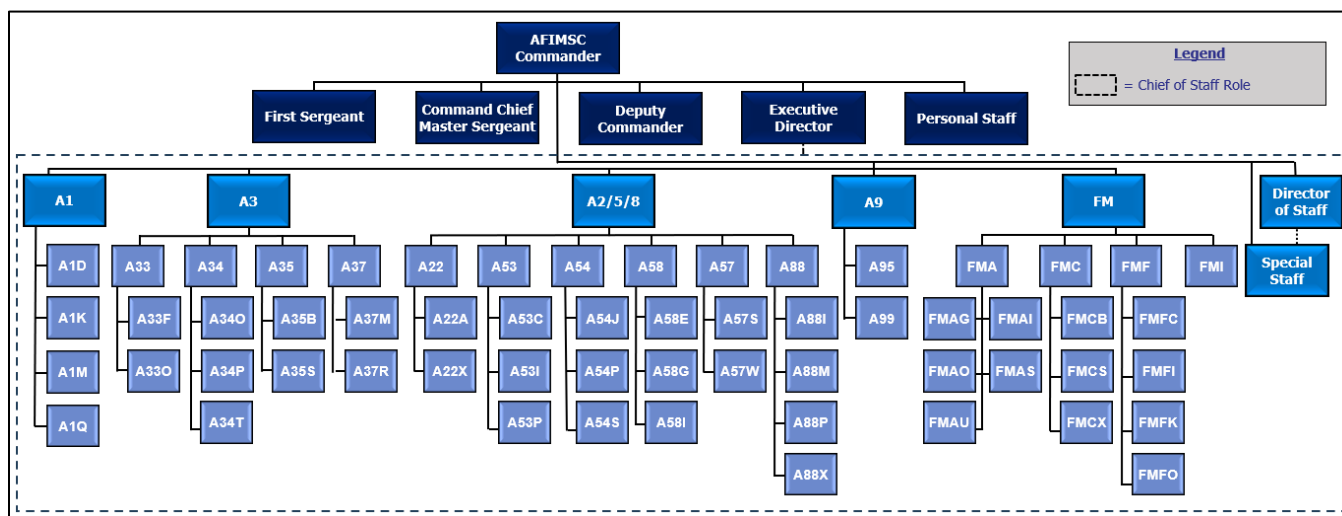 AFIMSC
Commander
Legend
= Chief of Staff Role
First Sergeant
Command Chief
Master Sergeant
Deputy
Commander
Executive
Director
Personal Staff
A1
A3
A2/5/8
A9
FM
Director
of Staff
Special
Staff
A1D
A1K
A1M
A1Q
A33
A34
A35
A37
A33F
A33O
A34O
A34P
A34T
A35B
A35S
A37M
A37R
A22
A53
A54
A58
A57
A88
A22A
A22X
A53C
A53I
A53P
A54J
A54P
A54S
A58E
A58G
A58I
A57S
A57W
A88I
A88M
A88P
A88X
A95
A99
FMA
FMC
FMF
FMI
FMAG
FMAI
FMAO
FMAS
FMAU
FMCB
FMCS
FMCX
FMFC
FMFI
FMFK
FMFO